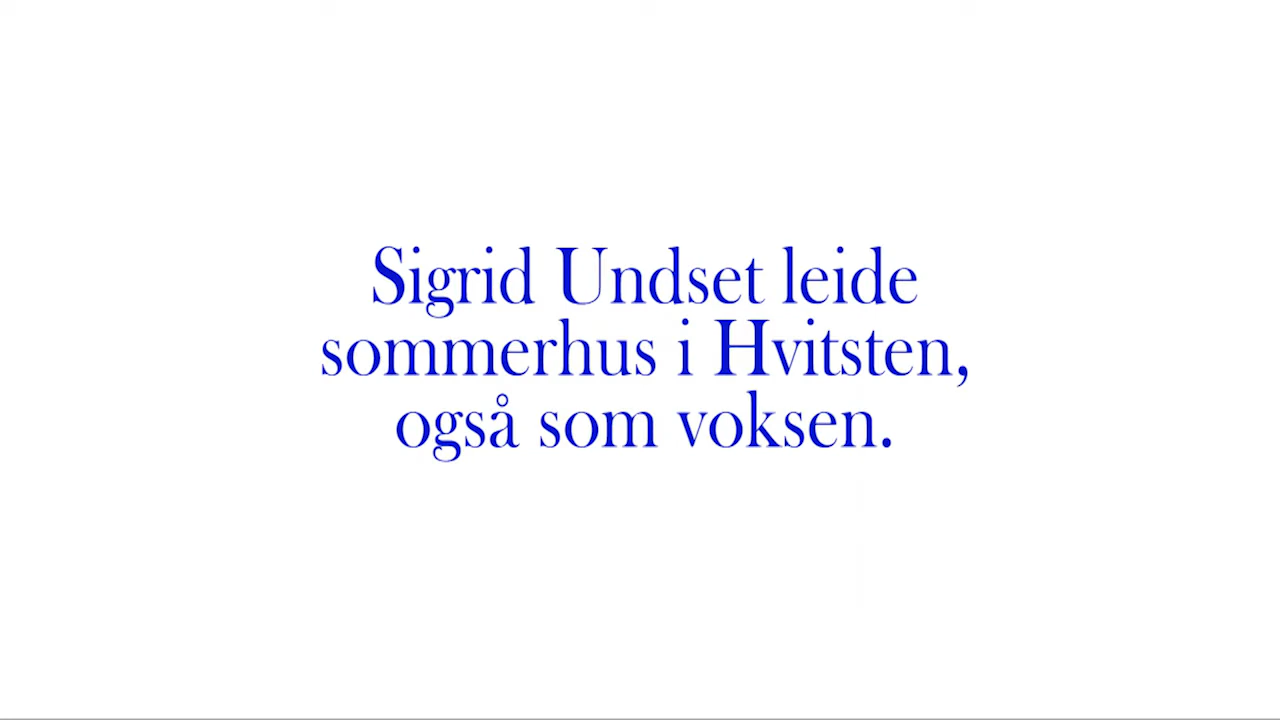 Sigrid Undset leide
sommerhus i Hvitsten,
også som voksen.